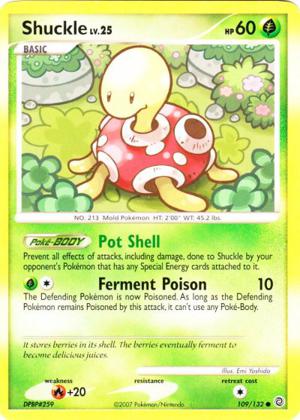 Shuckle LV.25 HP 60
BASIC
NO. 213 Mold Pokémon HT: 2'00" WT: 45.2 lbs.
Poké-BODY Pot Shell
Prevent all effects of attacks, including damage, done to Shuckle by your
opponent's Pokémon that has any Special Energy cards attached to it.
Ferment Poison 10
The Defending Pokémon is now Poisoned. As long as the Defending
Pokémon remains Poisoned by this attack, it can't use any Poké-Body.
Illus. Emi Yoshida
It stores berries in its shell. The berries eventually ferment to
become delicious juices.
DPBP#259
109/132
weakness resistance retreat cost
+20
©2007 Pokémon/Nintendo